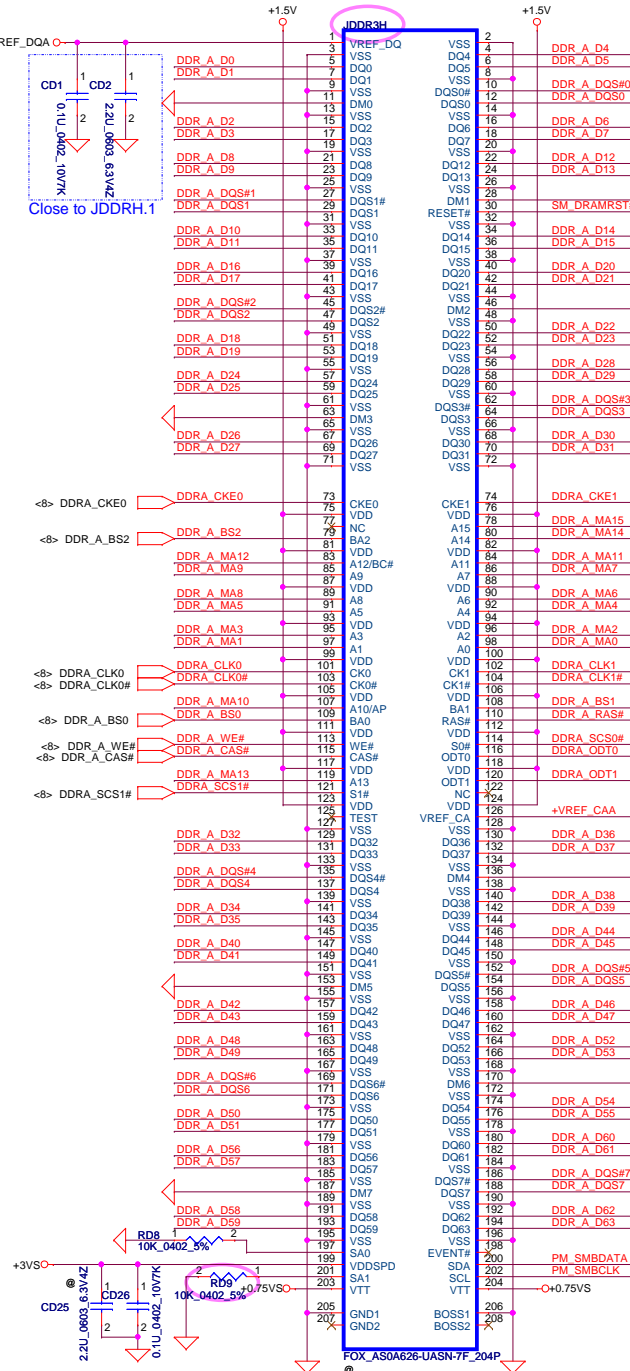 +1.5V +1.5V
JDDR3H
REF_DQA
1 VREF_DQ VSS 2
3 VSS DQ4 4 DDR_A_D4
DDR_A_D0 5 DQ0 DQ5 6 DDR_A_D5
DDR_A_D1 7 DQ1 VSS 8
9 VSS DQS0# 10 DDR_A_DQS#0
11 DM0 DQS0 12 DDR_A_DQS0
13 VSS VSS 14
DDR_A_D2 15 DQ2 DQ6 16 DDR_A_D6
DDR_A_D3 17 DQ3 DQ7 18 DDR_A_D7
19 VSS VSS 20
DDR_A_D8 21 DQ8 DQ12 22 DDR_A_D12
DDR_A_D9 23 DQ9 DQ13 24 DDR_A_D13
25 VSS VSS 26
DDR_A_DQS#1 27 DQS1# DM1 28
DDR_A_DQS1 29 DQS1 RESET# 30 SM_DRAMRST#
31 VSS VSS 32
DDR_A_D10 33 DQ10 DQ14 34 DDR_A_D14
DDR_A_D11 35 DQ11 DQ15 36 DDR_A_D15
37 VSS VSS 38
DDR_A_D16 39 DQ16 DQ20 40 DDR_A_D20
DDR_A_D17 41 DQ17 DQ21 42 DDR_A_D21
43 VSS VSS 44
DDR_A_DQS#2 45 DQS2# DM2 46
DDR_A_DQS2 47 DQS2 VSS 48
49 VSS DQ22 50 DDR_A_D22
DDR_A_D18 51 DQ18 DQ23 52 DDR_A_D23
DDR_A_D19 53 DQ19 VSS 54
55 VSS DQ28 56 DDR_A_D28
DDR_A_D24 57 DQ24 DQ29 58 DDR_A_D29
DDR_A_D25 59 DQ25 VSS 60
61 VSS DQS3# 62 DDR_A_DQS#3
63 DM3 DQS3 64 DDR_A_DQS3
65 VSS VSS 66
DDR_A_D26 67 DQ26 DQ30 68 DDR_A_D30
DDR_A_D27 69 DQ27 DQ31 70 DDR_A_D31
71 VSS VSS 72
<8> DDRA_CKE0 DDRA_CKE0 73 CKE0 CKE1 74 DDRA_CKE1
75 VDD VDD 76
77 NC A15 78 DDR_A_MA15
<8> DDR_A_BS2 DDR_A_BS2 79 BA2 A14 80 DDR_A_MA14
81 VDD VDD 82
DDR_A_MA12 83 A12/BC# A11 84 DDR_A_MA11
DDR_A_MA9 85 A9 A7 86 DDR_A_MA7
87 VDD VDD 88
DDR_A_MA8 89 A8 A6 90 DDR_A_MA6
DDR_A_MA5 91 A5 A4 92 DDR_A_MA4
93 VDD VDD 94
DDR_A_MA3 95 A3 A2 96 DDR_A_MA2
DDR_A_MA1 97 A1 A0 98 DDR_A_MA0
99 VDD VDD 100
<8> DDRA_CLK0 DDRA_CLK0 101 CK0 CK1 102 DDRA_CLK1
<8> DDRA_CLK0# DDRA_CLK0# 103 CK0# CK1# 104 DDRA_CLK1#
105 VDD VDD 106
DDR_A_MA10 107 A10/AP BA1 108 DDR_A_BS1
<8> DDR_A_BS0 DDR_A_BS0 109 BA0 RAS# 110 DDR_A_RAS#
111 VDD VDD 112
<8> DDR_A_WE# DDR_A_WE# 113 WE# S0# 114 DDRA_SCS0#
<8> DDR_A_CAS# DDR_A_CAS# 115 CAS# ODT0 116 DDRA_ODT0
117 VDD VDD 118
DDR_A_MA13 119 A13 ODT1 120 DDRA_ODT1
<8> DDRA_SCS1# DDRA_SCS1# 121 S1# NC 122
123 VDD VDD 124
125 TEST VREF_CA 126 +VREF_CAA
127 VSS VSS 128
DDR_A_D32 129 DQ32 DQ36 130 DDR_A_D36
DDR_A_D33 131 DQ33 DQ37 132 DDR_A_D37
133 VSS VSS 134
DDR_A_DQS#4 135 DQS4# DM4 136
DDR_A_DQS4 137 DQS4 VSS 138
139 VSS DQ38 140 DDR_A_D38
DDR_A_D34 141 DQ34 DQ39 142 DDR_A_D39
DDR_A_D35 143 DQ35 VSS 144
145 VSS DQ44 146 DDR_A_D44
DDR_A_D40 147 DQ40 DQ45 148 DDR_A_D45
DDR_A_D41 149 DQ41 VSS 150
151 VSS DQS5# 152 DDR_A_DQS#5
153 DM5 DQS5 154 DDR_A_DQS5
155 VSS VSS 156
DDR_A_D42 157 DQ42 DQ46 158 DDR_A_D46
DDR_A_D43 159 DQ43 DQ47 160 DDR_A_D47
161 VSS VSS 162
DDR_A_D48 163 DQ48 DQ52 164 DDR_A_D52
DDR_A_D49 165 DQ49 DQ53 166 DDR_A_D53
167 VSS VSS 168
DDR_A_DQS#6 169 DQS6# DM6 170
DDR_A_DQS6 171 DQS6 VSS 172
173 VSS DQ54 174 DDR_A_D54
DDR_A_D50 175 DQ50 DQ55 176 DDR_A_D55
DDR_A_D51 177 DQ51 VSS 178
179 VSS DQ60 180 DDR_A_D60
DDR_A_D56 181 DQ56 DQ61 182 DDR_A_D61
DDR_A_D57 183 DQ57 VSS 184
185 VSS DQS7# 186 DDR_A_DQS#7
187 DM7 DQS7 188 DDR_A_DQS7
189 VSS VSS 190
DDR_A_D58 191 DQ58 DQ62 192 DDR_A_D62
DDR_A_D59 193 DQ59 DQ63 194 DDR_A_D63
195 VSS VSS 196
197 SA0 EVENT# 198
199 VDDSPD SDA 200 PM_SMBDATA
201 SA1 SCL 202 PM_SMBCLK
+0.75VS 203 VTT VTT 204 +0.75VS
205 GND1 BOSS1 206
207 GND2 BOSS2 208
FOX_AS0A626-UASN-7F_204P
@
CD1 1 2 0.1U_0402_10V7K
CD2 1 2 2.2U_0603_6.3V4Z
Close to JDDRH.1
RD8 1 2
10K_0402_5%
+3VS
2 RD9 1
10K_0402_5%
@
CD25 1 2 2.2U_0603_6.3V4Z
CD26 1 2 0.1U_0402_10V7K